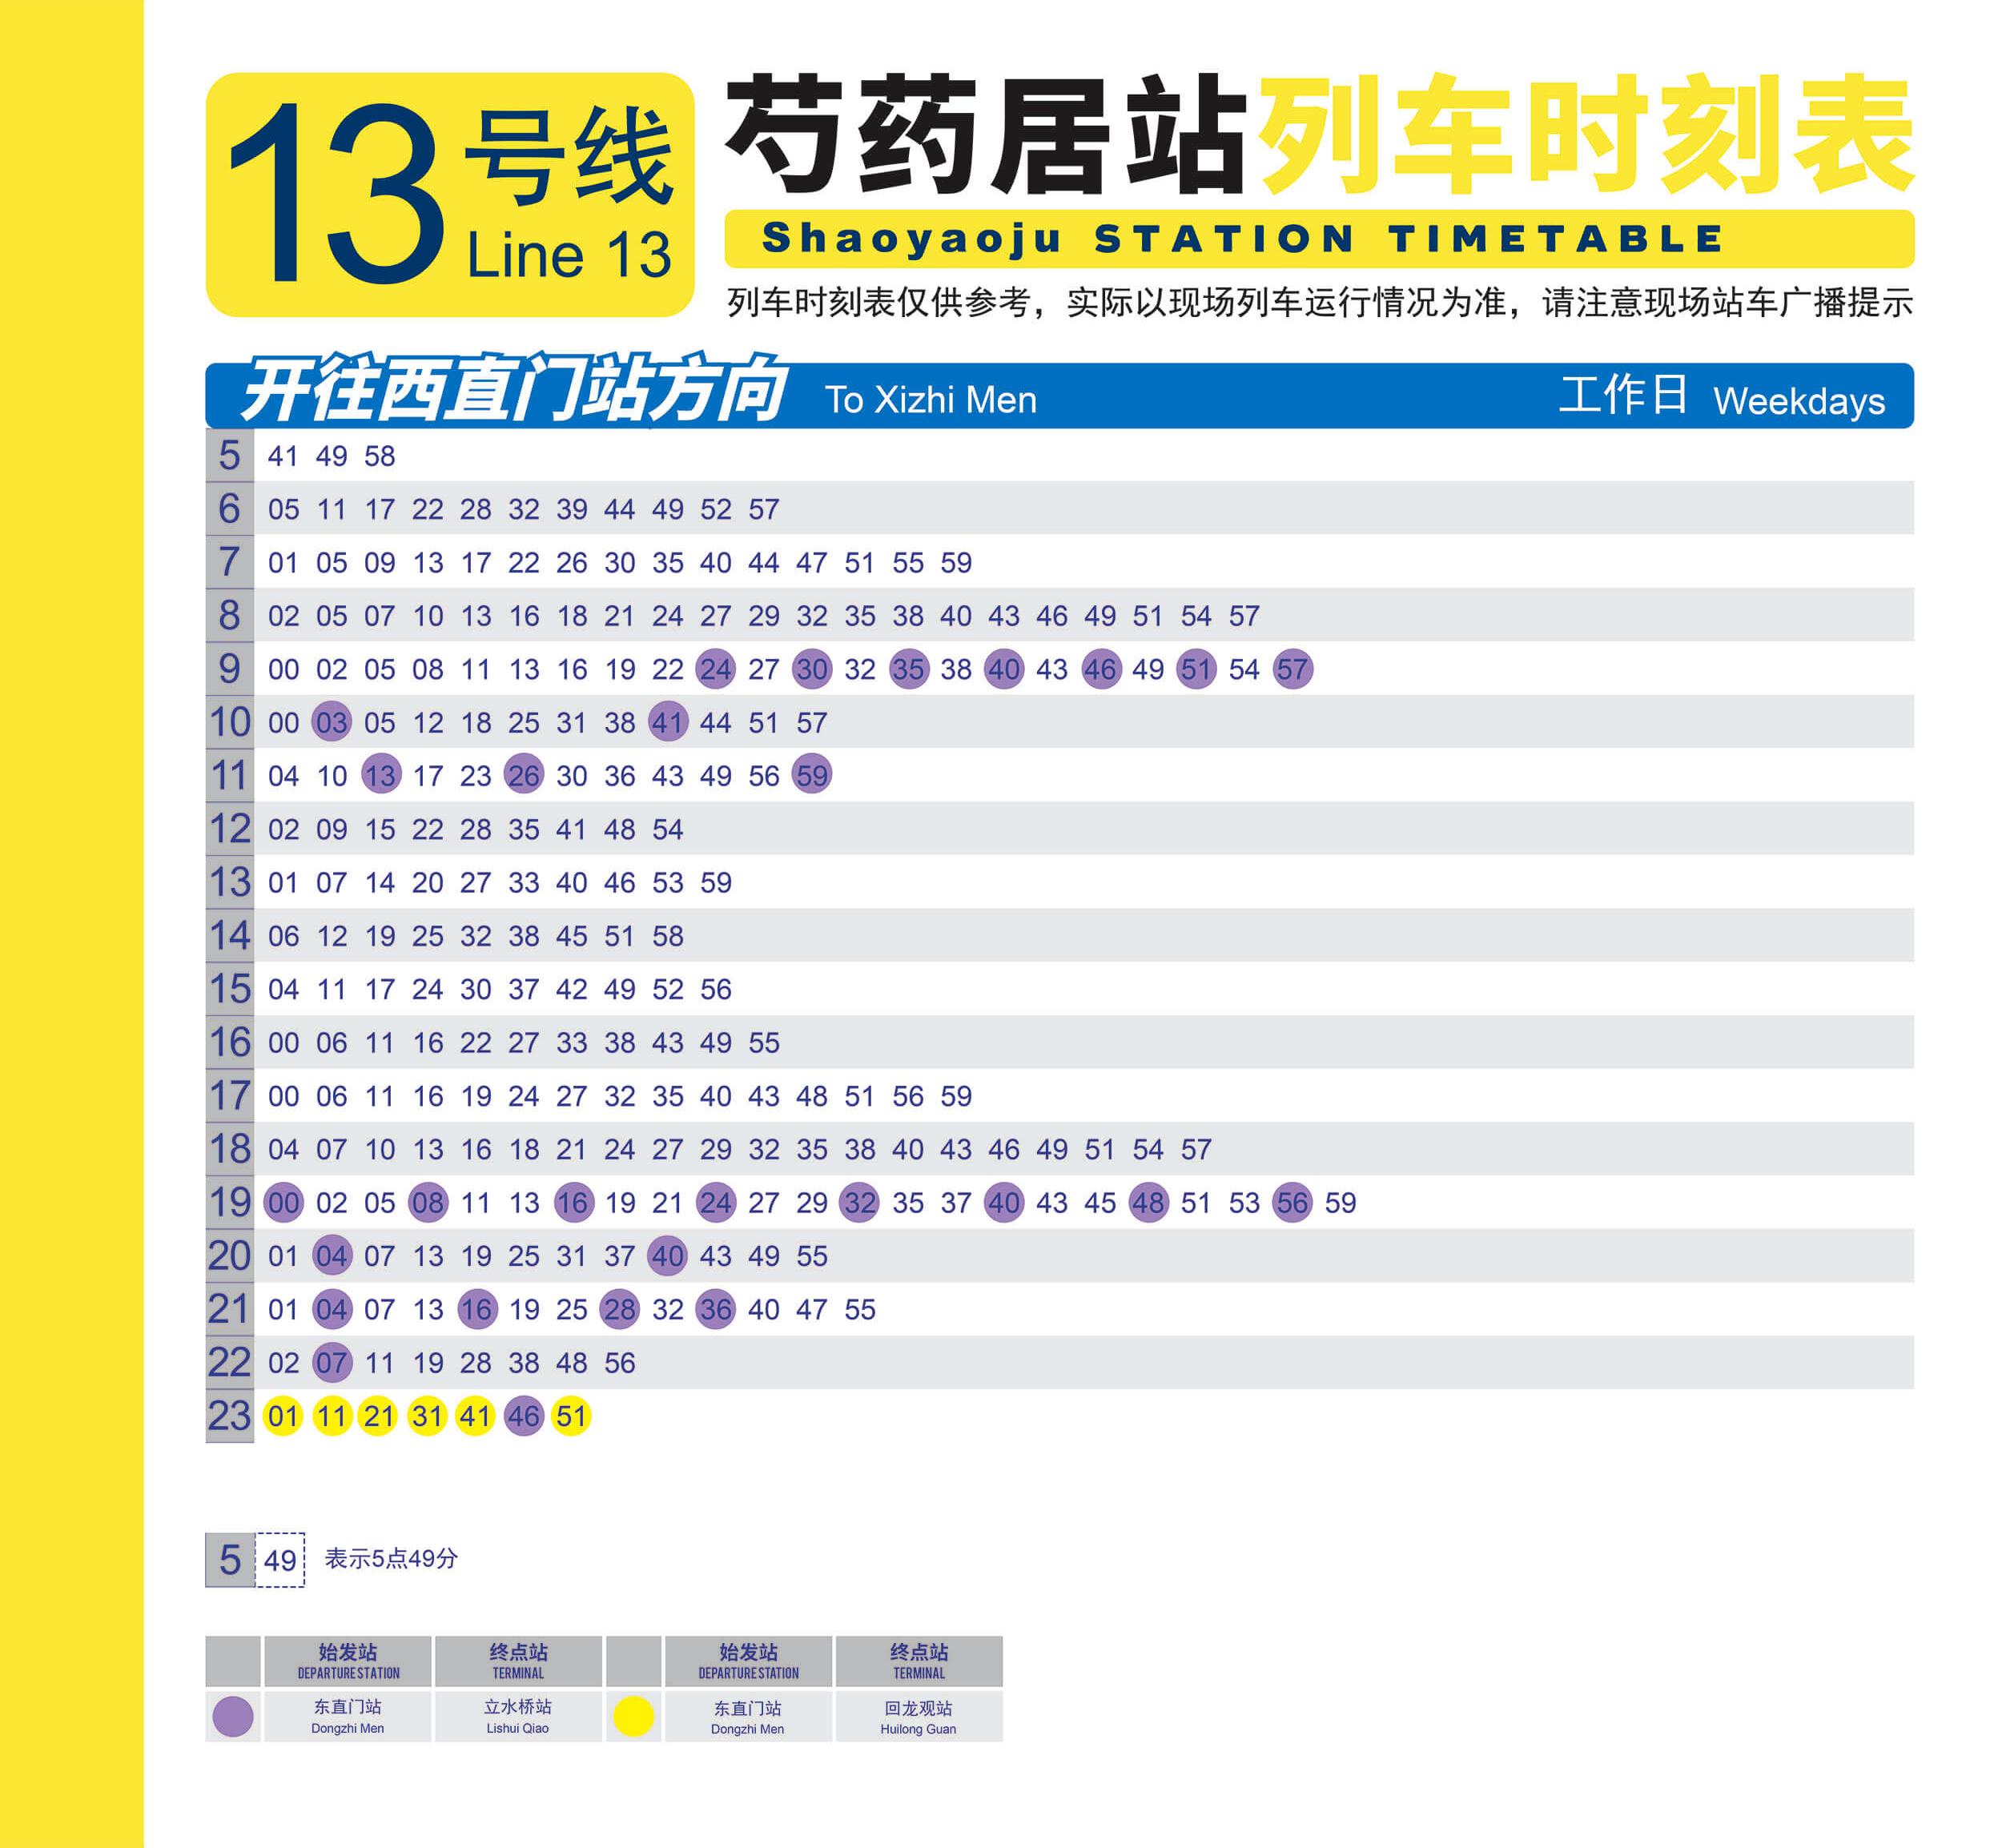 13号线
Line 13
芍药居站列车时刻表
Shaoyaoju STATION TIMETABLE
列车时刻表仅供参考，实际以现场列车运行情况为准，请注意现场站车广播提示
开往西直门站方向 To Xizhi Men 工作日 Weekdays
5 41 49 58
6 05 11 17 22 28 32 39 44 49 52 57
7 01 05 09 13 17 22 26 30 35 40 44 47 51 55 59
8 02 05 07 10 13 16 18 21 24 27 29 32 35 38 40 43 46 49 51 54 57
9 00 02 05 08 11 13 16 19 22 24 27 30 32 35 38 40 43 46 49 51 54 57
10 00 03 05 12 18 25 31 38 41 44 51 57
11 04 10 13 17 23 26 30 36 43 49 56 59
12 02 09 15 22 28 35 41 48 54
13 01 07 14 20 27 33 40 46 53 59
14 06 12 19 25 32 38 45 51 58
15 04 11 17 24 30 37 42 49 52 56
16 00 06 11 16 22 27 33 38 43 49 55
17 00 06 11 16 19 24 27 32 35 40 43 48 51 56 59
18 04 07 10 13 16 18 21 24 27 29 32 35 38 40 43 46 49 51 54 57
19 00 02 05 08 11 13 16 19 21 24 27 29 32 35 37 40 43 45 48 51 53 56 59
20 01 04 07 13 19 25 31 37 40 43 49 55
21 01 04 07 13 16 19 25 28 32 36 40 47 55
22 02 07 11 19 28 38 48 56
23 01 11 21 31 41 46 51
5 49 表示5点49分
始发站 终点站 始发站 终点站
DEPARTURE STATION TERMINAL DEPARTURE STATION TERMINAL
东直门站 立水桥站 东直门站 回龙观站
Dongzhi Men Lishui Qiao Dongzhi Men Huilong Guan